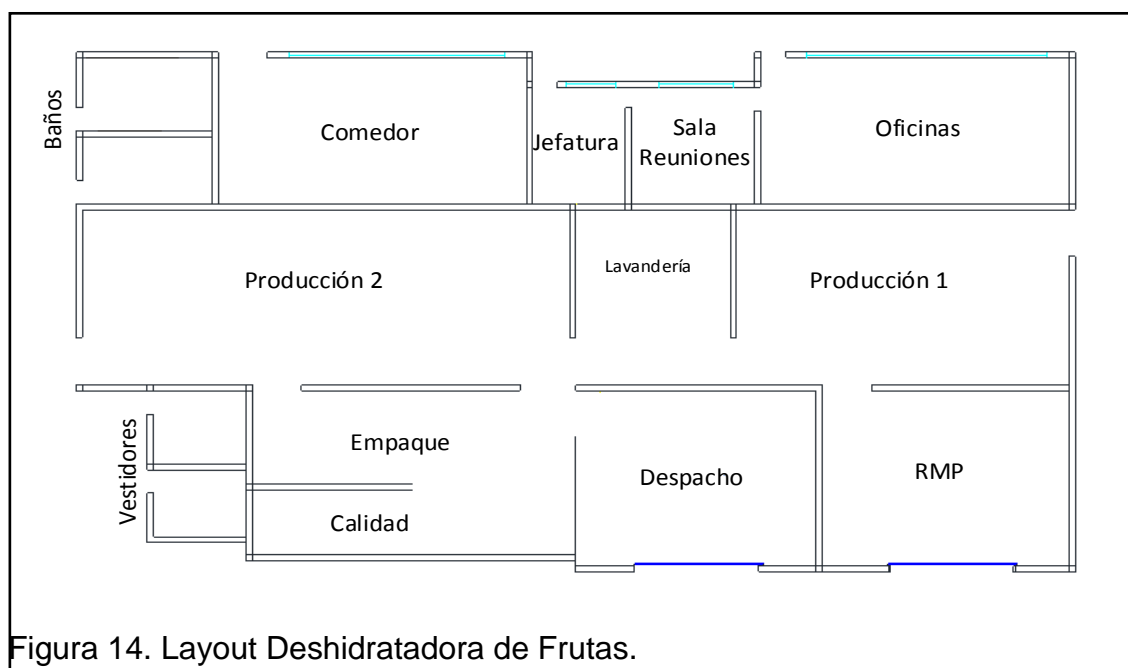 Baños
Comedor
Jefatura
Sala
Reuniones
Oficinas
Producción 2
Lavandería
Producción 1
Vestidores
Empaque
Calidad
Despacho
RMP
Figura 14. Layout Deshidratadora de Frutas.